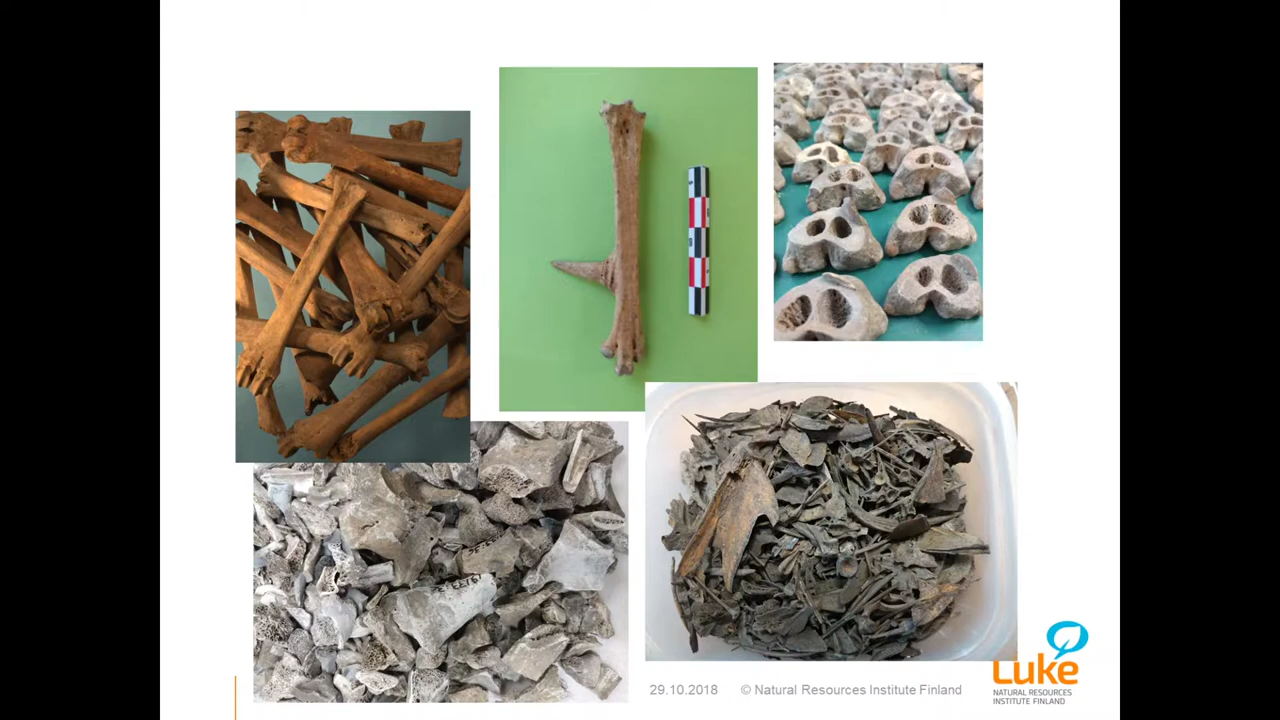 29.10.2018 © Natural Resources Institute Finland
Luke
NATURAL RESOURCES
INSTITUTE FINLAND